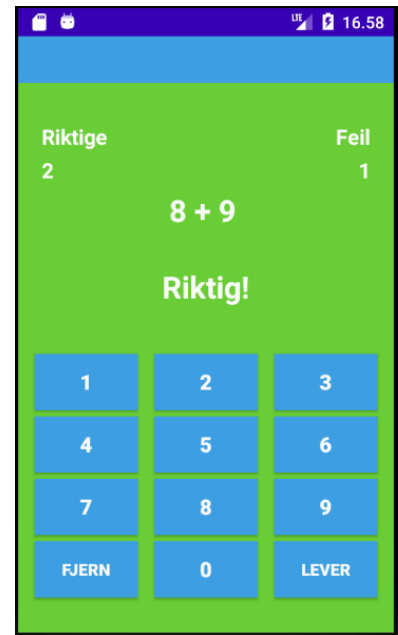 LTE 16.58
Riktige Feil
2 1
8 + 9
Riktig!
1 2 3
4 5 6
7 8 9
FJERN 0 LEVER